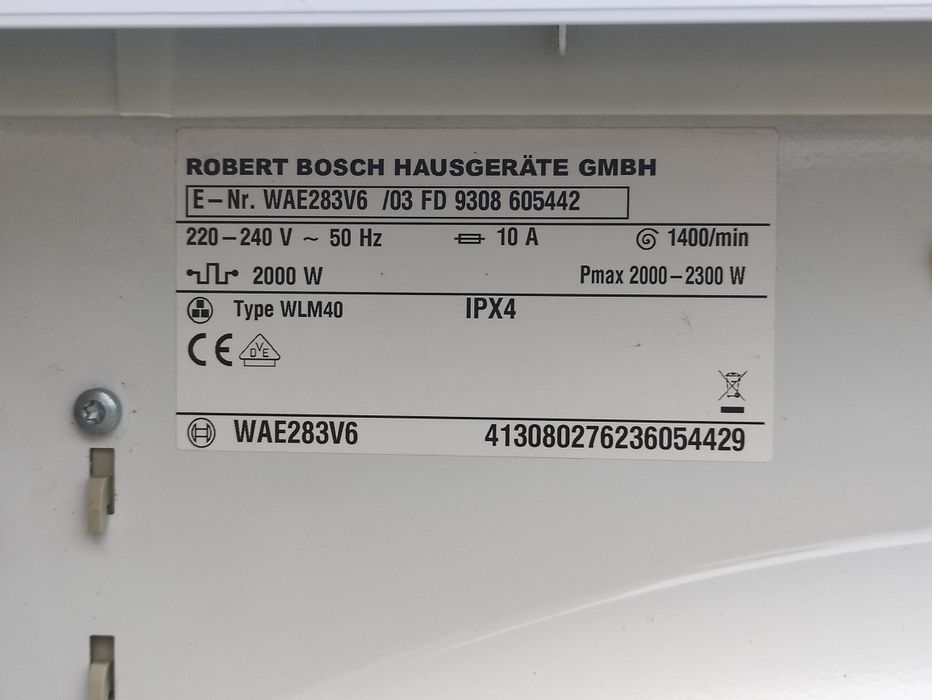 ROBERT BOSCH HAUSGERÄTE GMBH
E-Nr. WAE283V6 /03 FD 9308 605442
220-240 V ~ 50 Hz 10 A 1400/min
2000 W Pmax 2000-2300 W
Type WLM40 IPX4
CE DVE
WAE283V6 413080276236054429